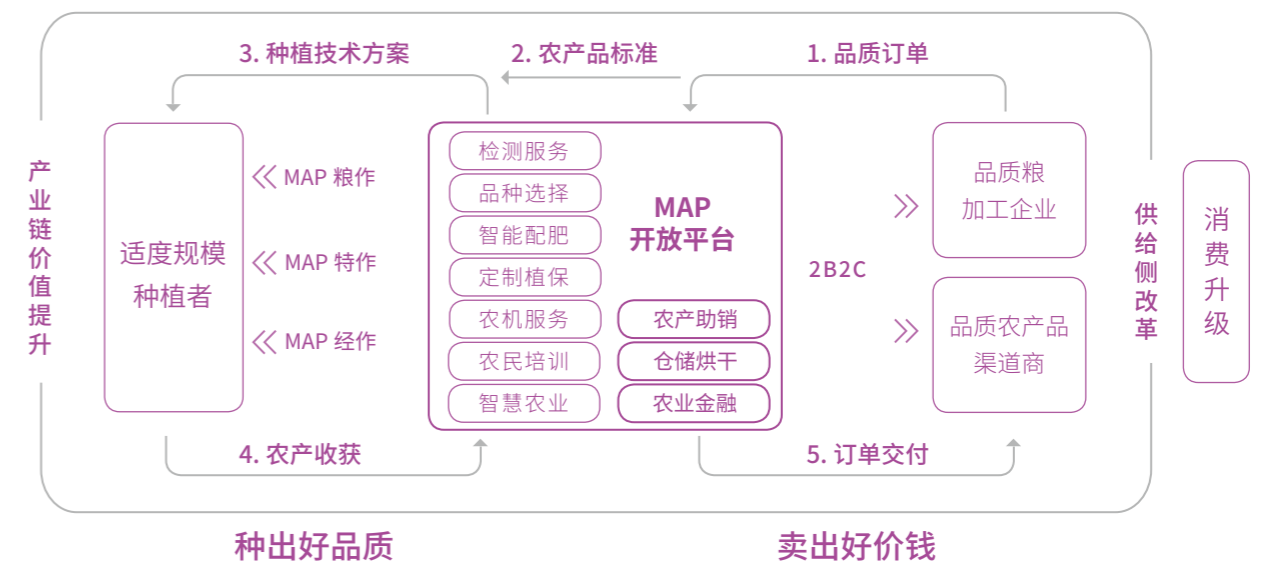 3. 种植技术方案
2. 农产品标准
1. 品质订单
产业链价值提升
适度规模
种植者
MAP 粮作
MAP 特作
MAP 经作
检测服务
品种选择
智能配肥
定制植保
农机服务
农民培训
智慧农业
MAP
开放平台
农产助销
仓储烘干
农业金融
2B2C
品质粮
加工企业
品质农产品
渠道商
供给侧改革
消费升级
4. 农产收获
5. 订单交付
种出好品质
卖出好价钱